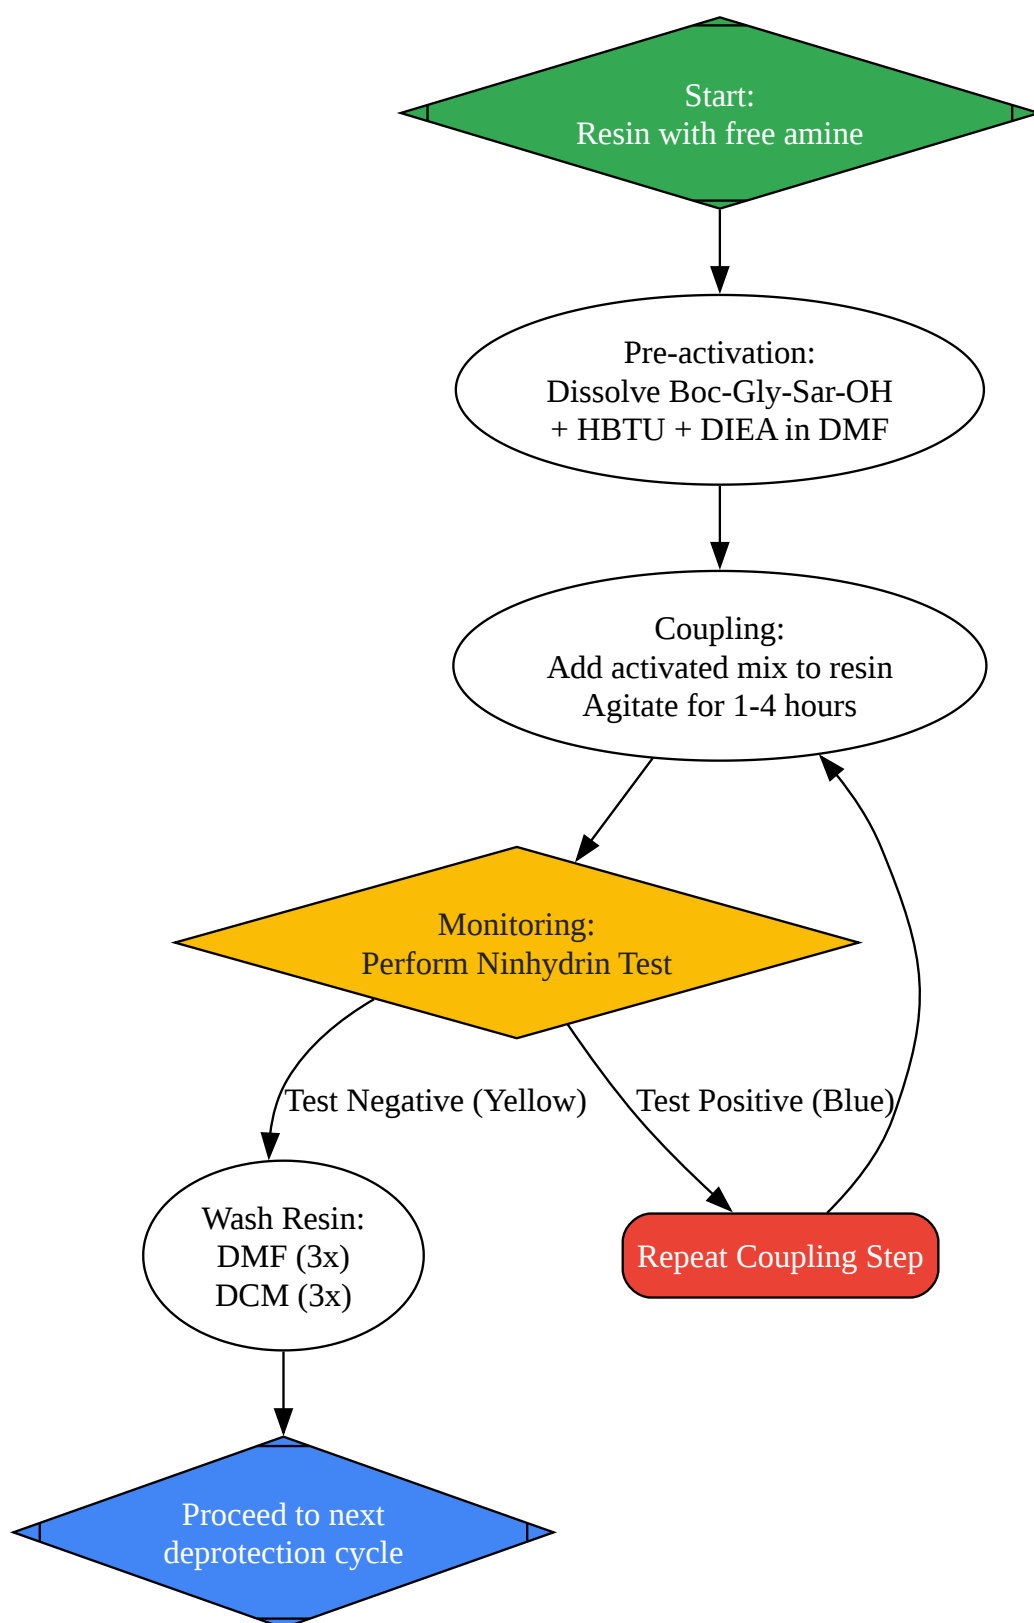 Start:
Resin with free amine
Pre-activation:
Dissolve Boc-Gly-Sar-OH
+ HBTU + DIEA in DMF
Coupling:
Add activated mix to resin
Agitate for 1-4 hours
Monitoring:
Perform Ninhydrin Test
Test Negative (Yellow)
Test Positive (Blue)
Wash Resin:
DMF (3x)
DCM (3x)
Repeat Coupling Step
Proceed to next
deprotection cycle